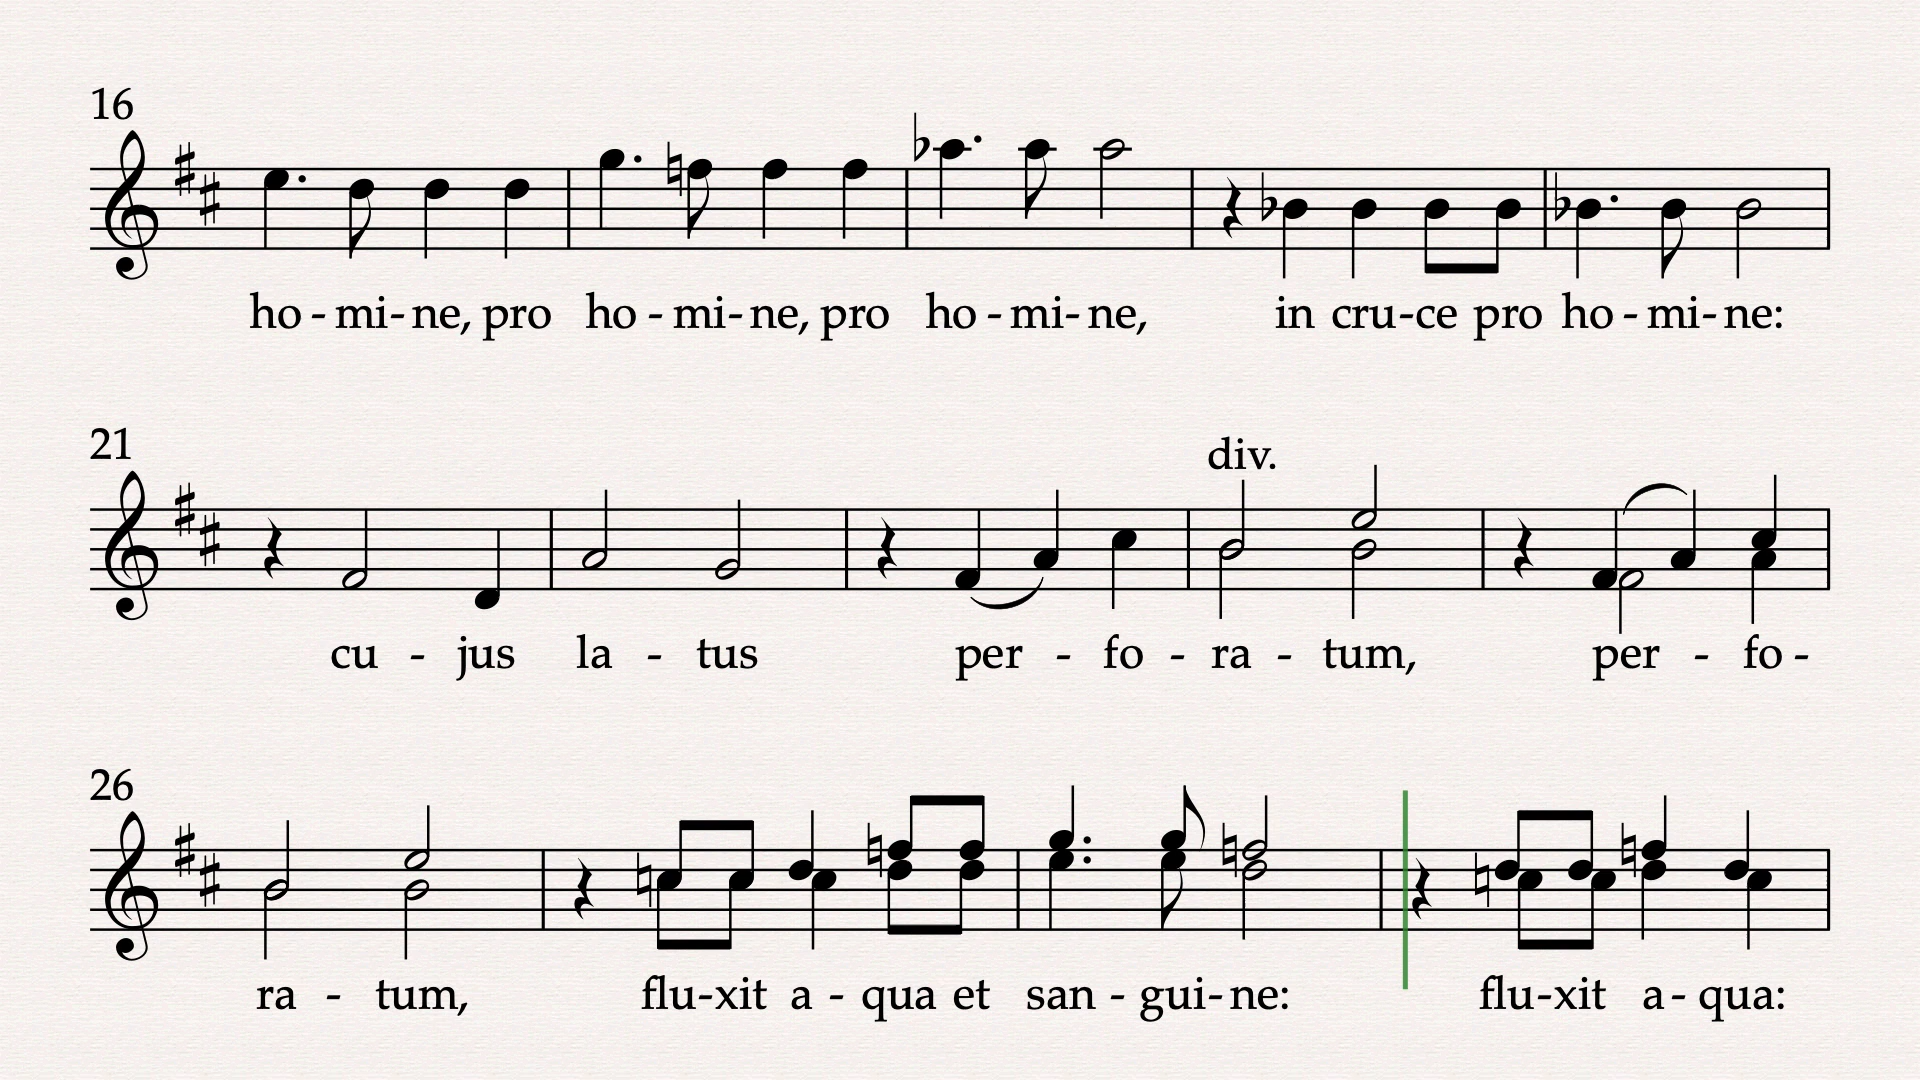 16
ho - mi- ne, pro ho - mi- ne, pro ho - mi- ne, in cru-ce pro ho - mi- ne:
21
div.
cu - jus la - tus per - fo - ra - tum, per - fo -
26
ra - tum, flu-xit a - qua et san - gui- ne: flu-xit a - qua: